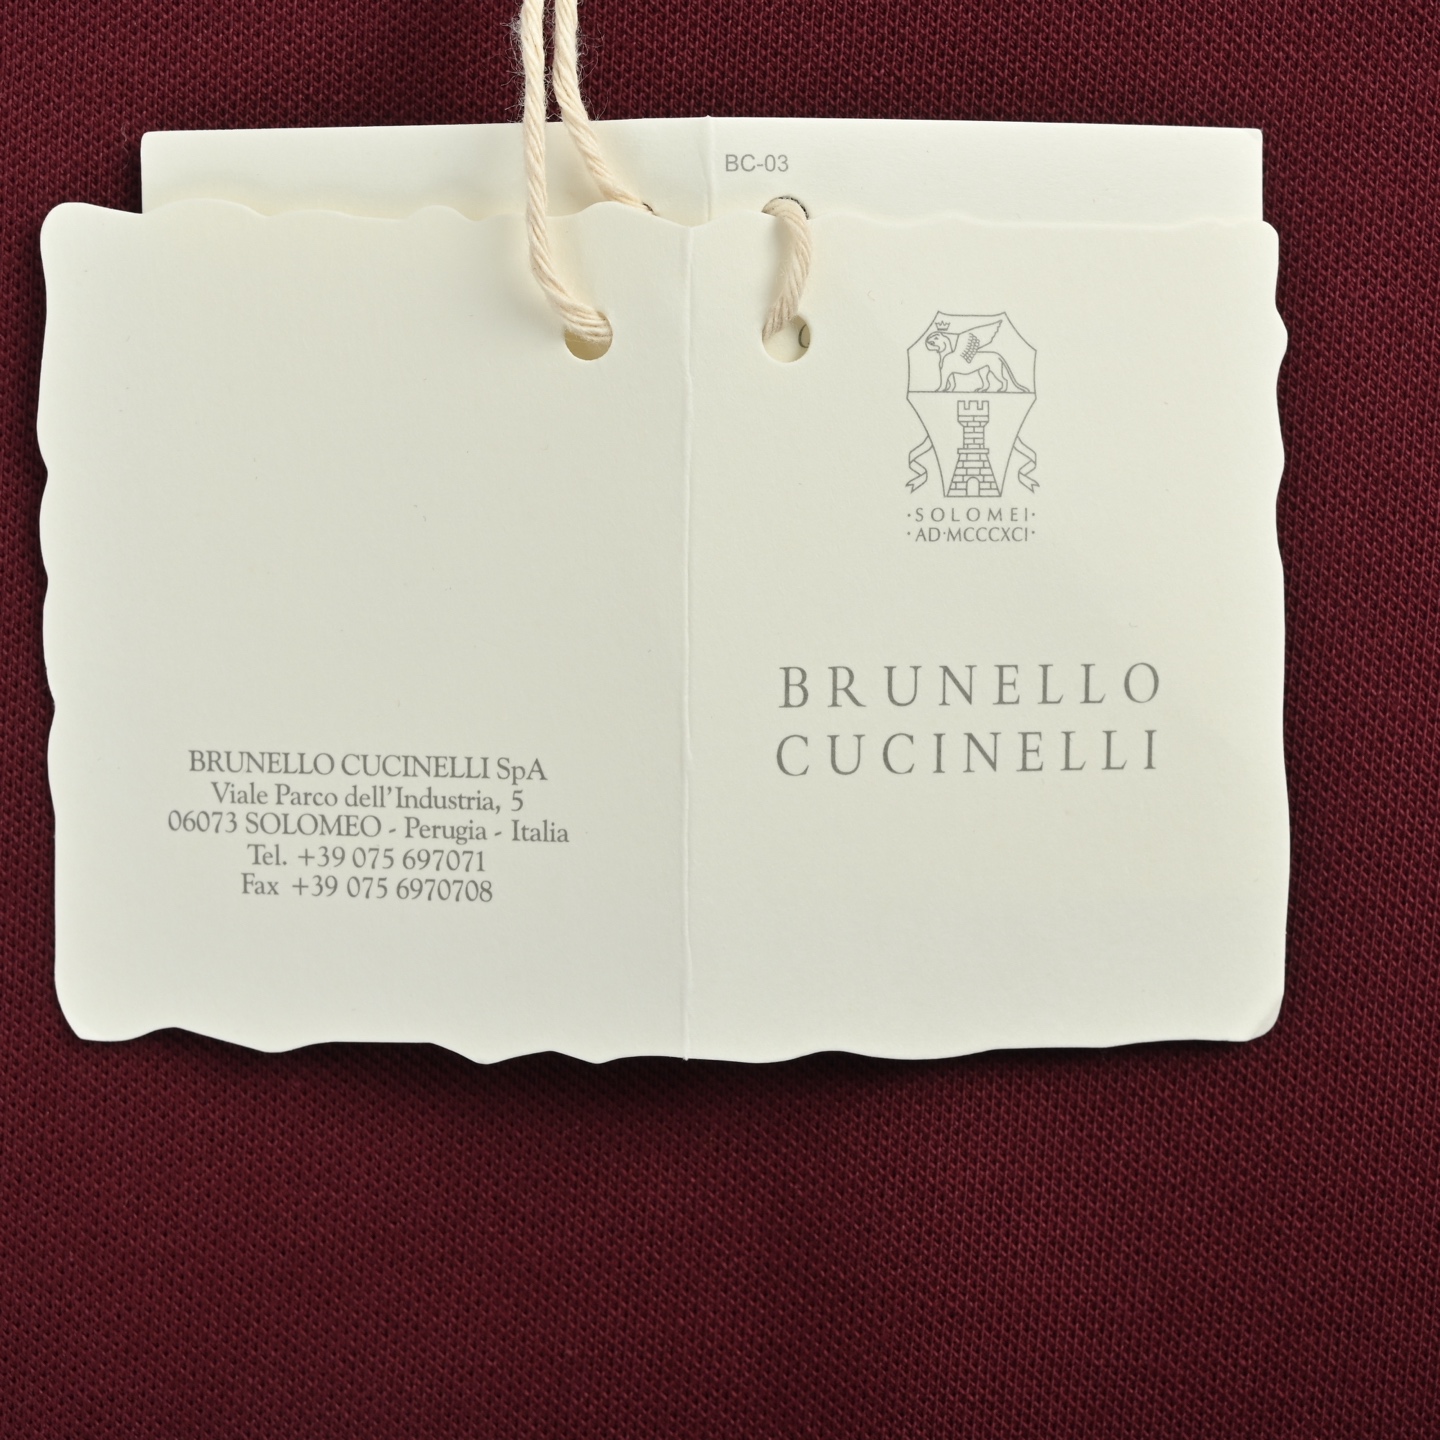 BC-03
·SOLOMEI·
·AD·MCCCXCI·
BRUNELLO
CUCINELLI
BRUNELLO CUCINELLI SpA
Viale Parco dell'Industria, 5
06073 SOLOMEO - Perugia - Italia
Tel. +39 075 697071
Fax +39 075 6970708